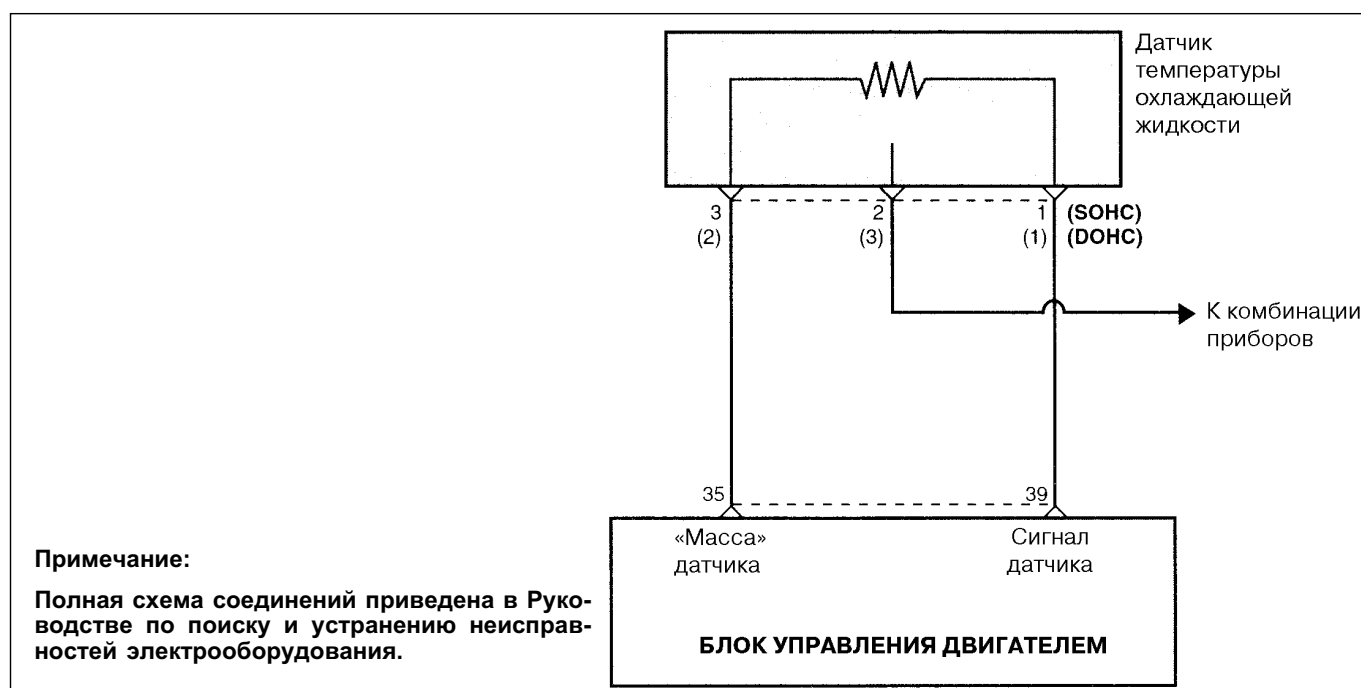 Датчик
температуры
охлаждающей
жидкости
3 2 1 (SOHC)
(2) (3) (1) (DOHC)
К комбинации
приборов
35 39
«Масса»
датчика
Сигнал
датчика
БЛОК УПРАВЛЕНИЯ ДВИГАТЕЛЕМ
Примечание:
Полная схема соединений приведена в Руко-
водстве по поиску и устранению неисправ-
ностей электрооборудования.